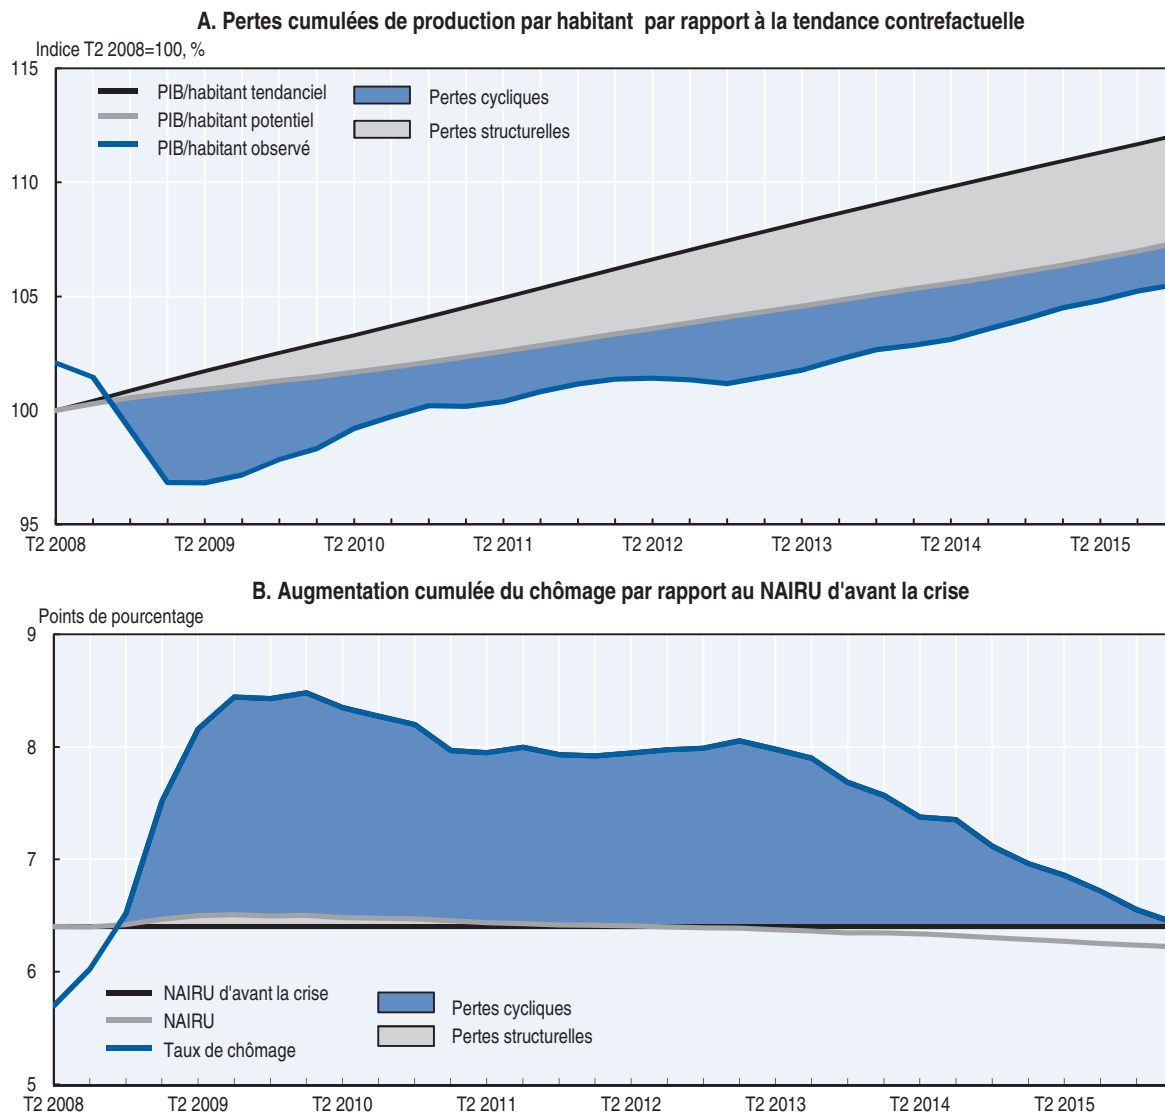 A. Pertes cumulées de production par habitant par rapport à la tendance contrefactuelle
Indice T2 2008=100, %
115
110
105
100
95
PIB/habitant tendanciel
PIB/habitant potentiel
PIB/habitant observé
Pertes cycliques
Pertes structurelles
T2 2008 T2 2009 T2 2010 T2 2011 T2 2012 T2 2013 T2 2014 T2 2015
B. Augmentation cumulée du chômage par rapport au NAIRU d'avant la crise
Points de pourcentage
9
8
7
6
5
NAIRU d'avant la crise
NAIRU
Taux de chômage
Pertes cycliques
Pertes structurelles
T2 2008 T2 2009 T2 2010 T2 2011 T2 2012 T2 2013 T2 2014 T2 2015